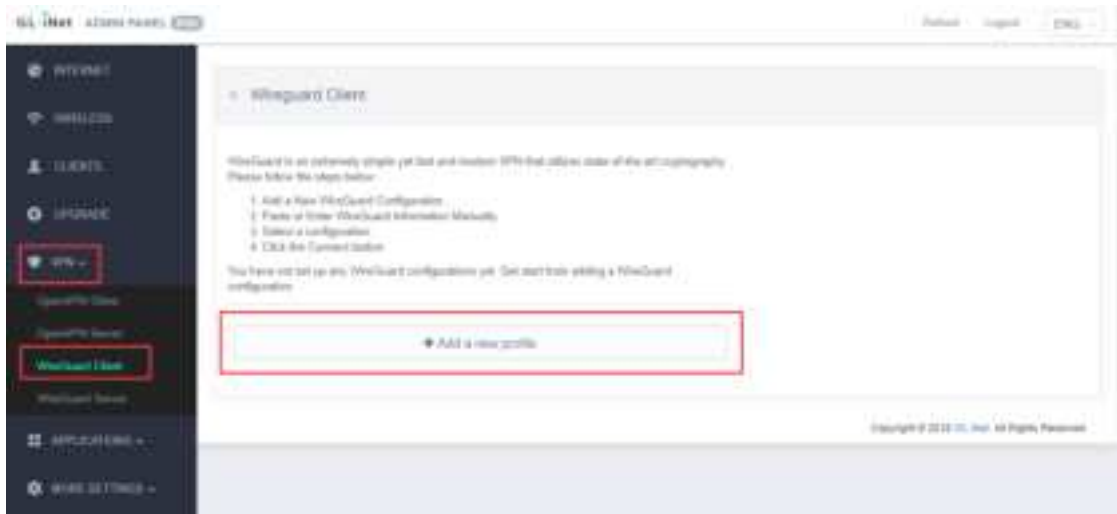 GL iNet ADMIN PANEL
Reboot Logout ENGL
INTERNET
WIRELESS
CLIENTS
UPGRADE
VPN
OpenVPN Client
OpenVPN Server
WireGuard Client
WireGuard Server
APPLICATIONS
MORE SETTINGS
Wireguard Client
WireGuard is an extremely simple yet fast and modern VPN that utilizes state of the art cryptography.
Please follow the steps below
1. Add a New WireGuard Configuration
2. Paste or Enter WireGuard Information Manually
3. Select a configuration
4. Click the Connect button
You have not set up any WireGuard configurations yet. Get start from adding a WireGuard
configuration
+ Add a new profile
Copyright © GL iNet. All Rights Reserved